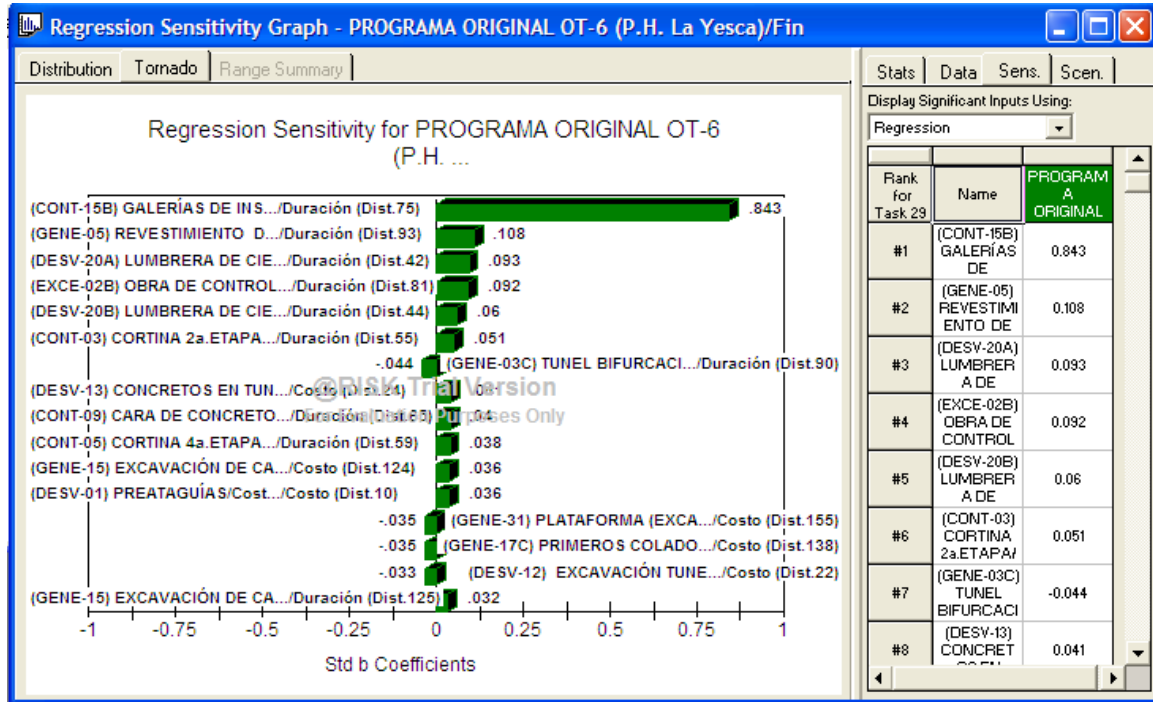 Regression Sensitivity Graph - PROGRAMA ORIGINAL OT-6 (P.H. La Yesca)/Fin
Distribution Tornado Range Summary
Regression Sensitivity for PROGRAMA ORIGINAL OT-6
(P.H. ...
(CONT-15B) GALERÍAS DE INS.../Duración (Dist.75) .843
(GENE-05) REVESTIMIENTO D.../Duración (Dist.93) .108
(DESV-20A) LUMBRERA DE CIE.../Duración (Dist.42) .093
(EXCE-02B) OBRA DE CONTROL.../Duración (Dist.81) .092
(DESV-20B) LUMBRERA DE CIE.../Duración (Dist.44) .06
(CONT-03) CORTINA 2a.ETAPA.../Duración (Dist.55) .051
-.044 (GENE-03C) TUNEL BIFURCACI.../Duración (Dist.90)
(DESV-13) CONCRETOS EN TUN.../Costo (Dist.24) .041
@RISK Trial Version
For Evaluation Purposes Only
(CONT-09) CARA DE CONCRETO.../Duración (Dist.65) .04
(CONT-05) CORTINA 4a.ETAPA.../Duración (Dist.59) .038
(GENE-15) EXCAVACIÓN DE CA.../Costo (Dist.124) .036
(DESV-01) PREATAGUÍAS/Cost.../Costo (Dist.10) .036
-.035 (GENE-31) PLATAFORMA (EXCA.../Costo (Dist.155)
-.035 (GENE-17C) PRIMEROS COLADO.../Costo (Dist.138)
-.033 (DESV-12) EXCAVACIÓN TUNE.../Costo (Dist.22)
(GENE-15) EXCAVACIÓN DE CA.../Duración (Dist.125) .032
-1 -0.75 -0.5 -0.25 0 0.25 0.5 0.75 1
Std b Coefficients
Stats Data Sens. Scen.
Display Significant Inputs Using:
Regression
Rank for Task 29 Name PROGRAMA ORIGINAL
#1 (CONT-15B) GALERÍAS DE 0.843
#2 (GENE-05) REVESTIMIENTO DE 0.108
#3 (DESV-20A) LUMBRERA DE 0.093
#4 (EXCE-02B) OBRA DE CONTROL 0.092
#5 (DESV-20B) LUMBRERA DE 0.06
#6 (CONT-03) CORTINA 2a.ETAPA/ 0.051
#7 (GENE-03C) TUNEL BIFURCACI -0.044
#8 (DESV-13) CONCRET 0.041